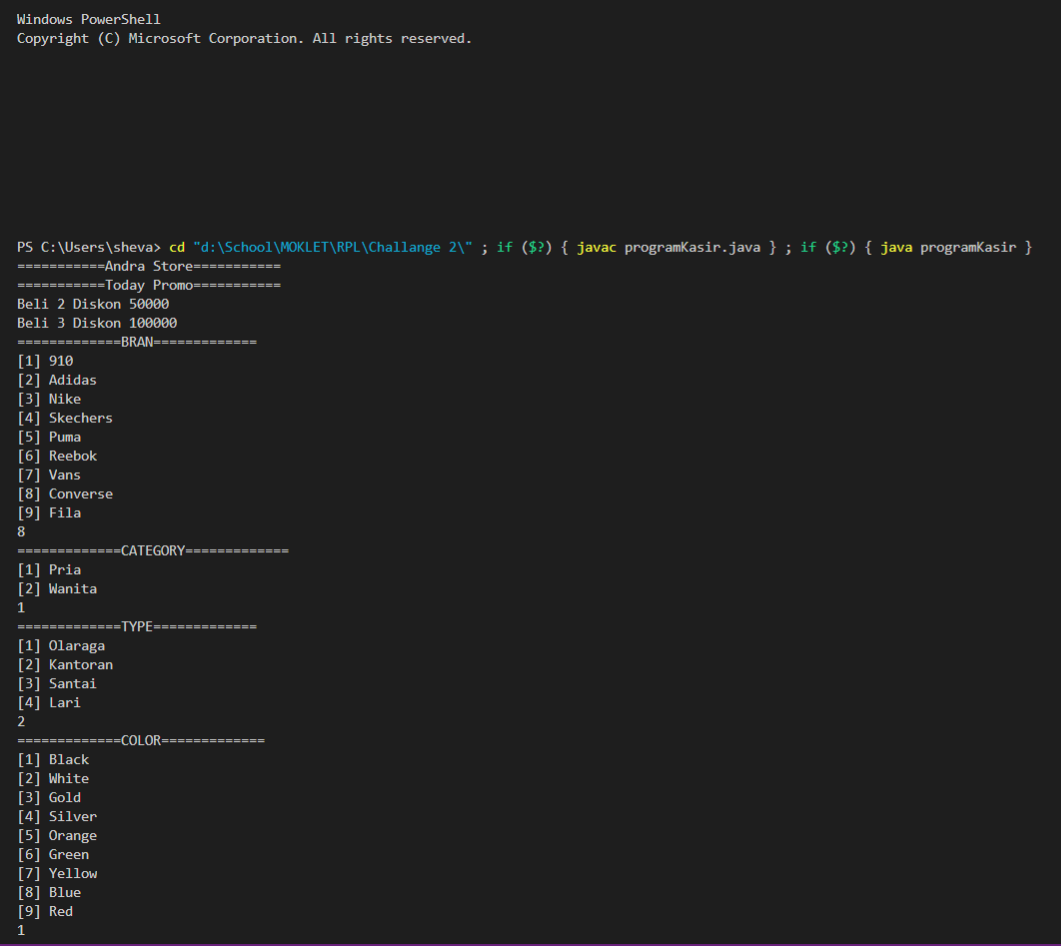 Windows PowerShell
Copyright (C) Microsoft Corporation. All rights reserved.
PS C:\Users\sheva> cd "d:\School\MOKLET\RPL\Challange 2\" ; if ($?) { javac programKasir.java } ; if ($?) { java programKasir }
===========Andra Store===========
===========Today Promo===========
Beli 2 Diskon 50000
Beli 3 Diskon 100000
=============BRAN=============
[1] 910
[2] Adidas
[3] Nike
[4] Skechers
[5] Puma
[6] Reebok
[7] Vans
[8] Converse
[9] Fila
8
=============CATEGORY=============
[1] Pria
[2] Wanita
1
=============TYPE=============
[1] Olaraga
[2] Kantoran
[3] Santai
[4] Lari
2
=============COLOR=============
[1] Black
[2] White
[3] Gold
[4] Silver
[5] Orange
[6] Green
[7] Yellow
[8] Blue
[9] Red
1